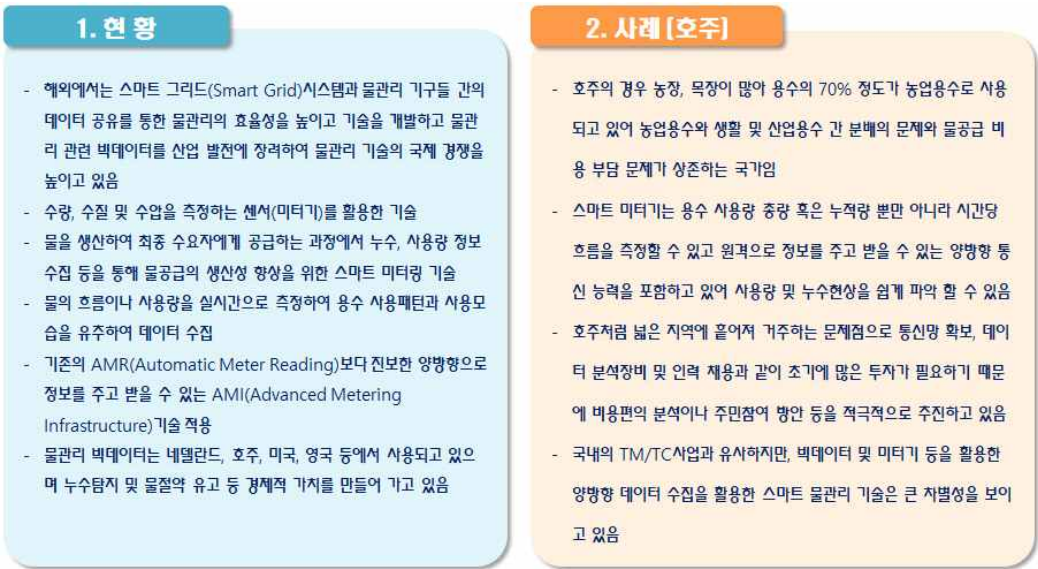 1. 현 황
- 해외에서는 스마트 그리드(Smart Grid)시스템과 물관리 기구들 간의
데이터 공유를 통한 물관리의 효율성을 높이고 기술을 개발하고 물관
리 관련 빅데이터를 산업 발전에 장려하여 물관리 기술의 국제 경쟁을
높이고 있음
- 수량, 수질 및 수압을 측정하는 센서(미터기)를 활용한 기술
- 물을 생산하여 최종 수요자에게 공급하는 과정에서 누수, 사용량 정보
수집 등을 통해 물공급의 생산성 향상을 위한 스마트 미터링 기술
- 물의 흐름이나 사용량을 실시간으로 측정하여 용수 사용패턴과 사용모
습을 유추하여 데이터 수집
- 기존의 AMR(Automatic Meter Reading)보다 진보한 양방향으로
정보를 주고 받을 수 있는 AMI(Advanced Metering
Infrastructure)기술 적용
- 물관리 빅데이터는 네델란드, 호주, 미국, 영국 등에서 사용되고 있으
며 누수탐지 및 물절약 유고 등 경제적 가치를 만들어 가고 있음
2. 사례 [호주]
- 호주의 경우 농장, 목장이 많아 용수의 70% 정도가 농업용수로 사용
되고 있어 농업용수와 생활 및 산업용수 간 분배의 문제와 물공급 비
용 부담 문제가 상존하는 국가임
- 스마트 미터기는 용수 사용량 총량 혹은 누적량 뿐만 아니라 시간당
흐름을 측정할 수 있고 원격으로 정보를 주고 받을 수 있는 양방향 통
신 능력을 포함하고 있어 사용량 및 누수현상을 쉽게 파악 할 수 있음
- 호주처럼 넓은 지역에 흩어져 거주하는 문제점으로 통신망 확보, 데이
터 분석장비 및 인력 채용과 같이 초기에 많은 투자가 필요하기 때문
에 비용편의 분석이나 주민참여 방안 등을 적극적으로 추진하고 있음
- 국내의 TM/TC사업과 유사하지만, 빅데이터 및 미터기 등을 활용한
양방향 데이터 수집을 활용한 스마트 물관리 기술은 큰 차별성을 보이
고 있음